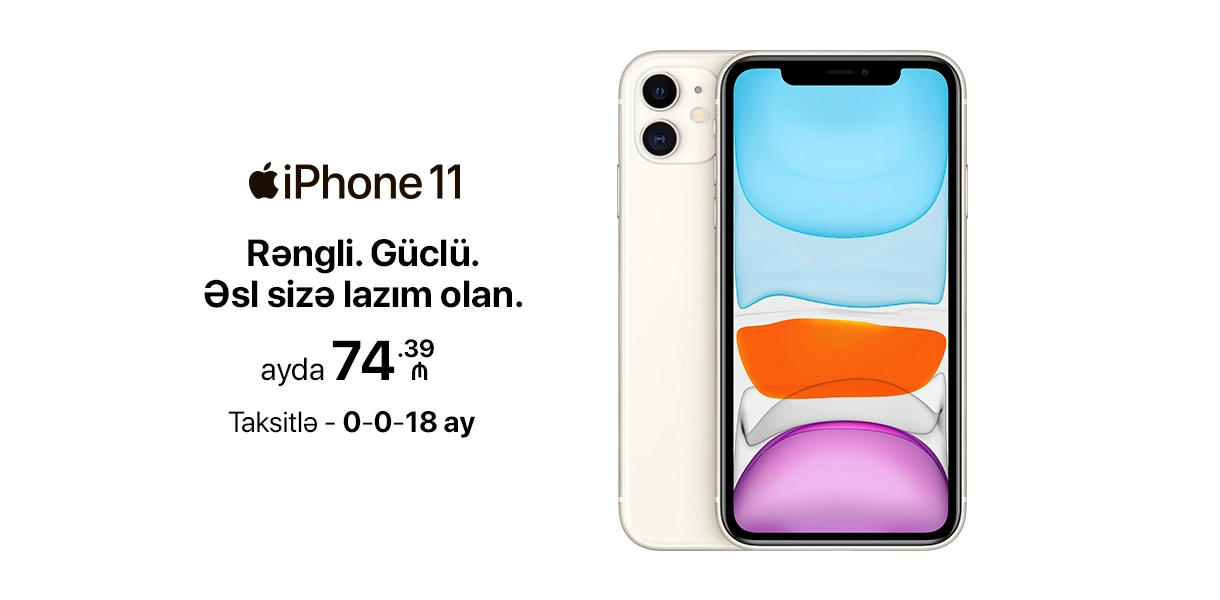 iPhone 11
Rəngli. Güclü.
Əsl sizə lazım olan.
ayda 74.39 ₼
Taksitlə - 0-0-18 ay